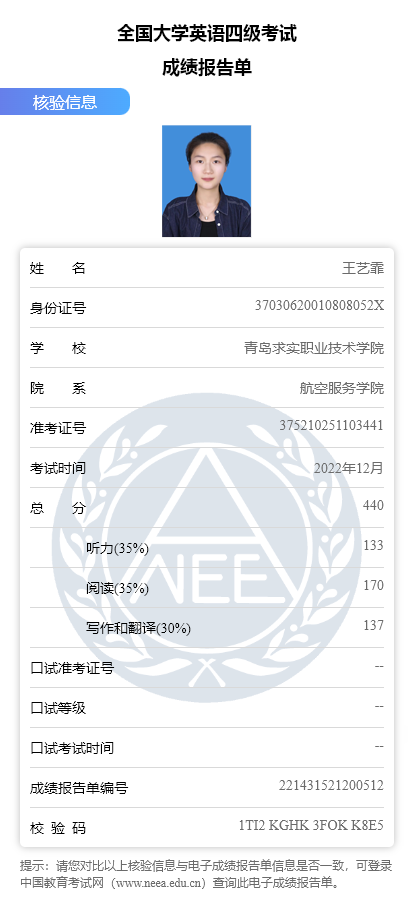 全国大学英语四级考试
成绩报告单
核验信息
姓 名 王艺霏
身份证号 37030620010808052X
学 校 青岛求实职业技术学院
院 系 航空服务学院
准考证号 375210251103441
考试时间 2022年12月
总 分 440
听力(35%) 133
阅读(35%) 170
写作和翻译(30%) 137
口试准考证号 --
口试等级 --
口试考试时间 --
成绩报告单编号 221431521200512
校 验 码 1TI2 KGHK 3FOK K8E5
NEEA
提示：请您对比以上核验信息与电子成绩报告单信息是否一致，可登录
中国教育考试网（www.neea.edu.cn）查询此电子成绩报告单。